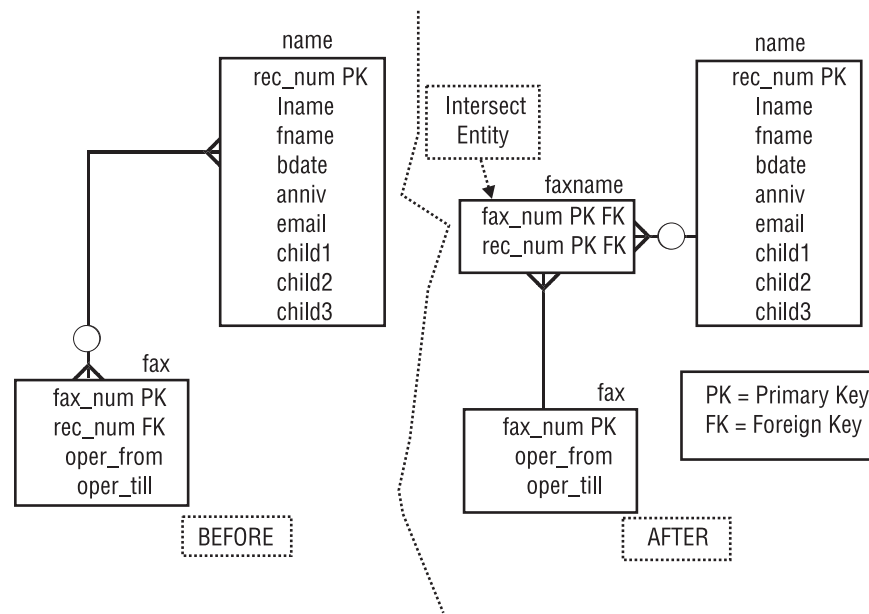 name
rec_num PK
lname
fname
bdate
anniv
email
child1
child2
child3
fax
fax_num PK
rec_num FK
oper_from
oper_till
BEFORE
Intersect
Entity
faxname
fax_num PK FK
rec_num PK FK
name
rec_num PK
lname
fname
bdate
anniv
email
child1
child2
child3
fax
fax_num PK
oper_from
oper_till
PK = Primary Key
FK = Foreign Key
AFTER